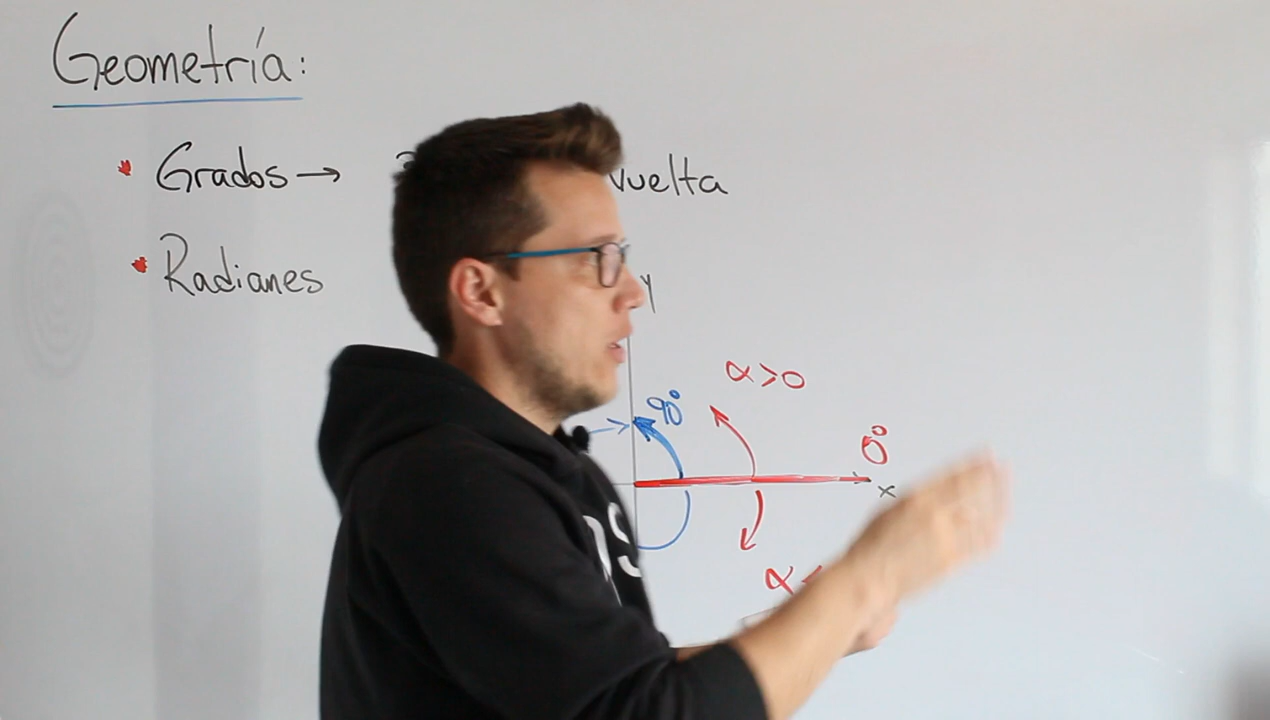 Geometría:
• Grados → vuelta
• Radianes
y
α>0
90°
0°
x
α <